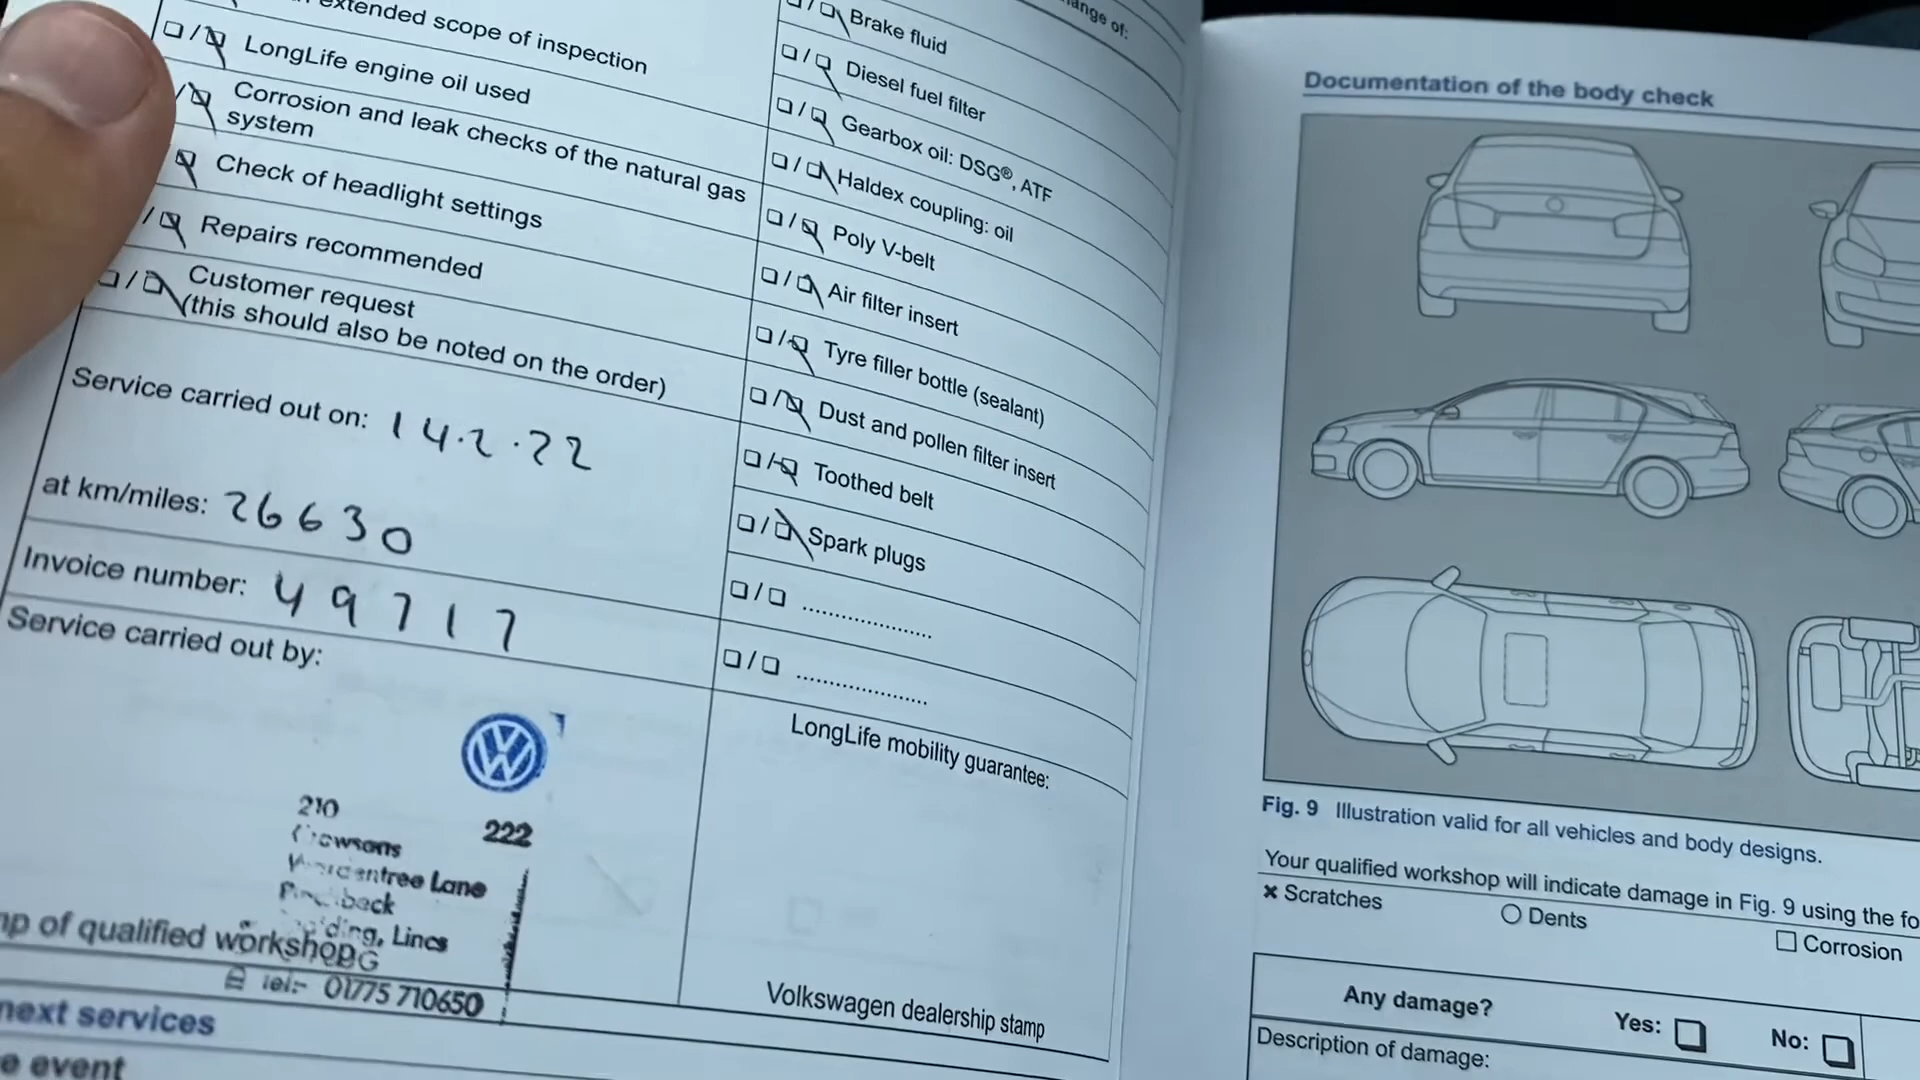 extended scope of inspection
LongLife engine oil used
Corrosion and leak checks of the natural gas
system
Check of headlight settings
Repairs recommended
Customer request
(this should also be noted on the order)
Service carried out on: 14.2.22
at km/miles: 26630
Invoice number: 49717
Service carried out by:
210
222
Lane
Lincs
of qualified workshop
Tel:- 01775 710650
next services
event
Brake fluid
Diesel fuel filter
Gearbox oil: DSG®, ATF
Haldex coupling: oil
Poly V-belt
Air filter insert
Tyre filler bottle (sealant)
Dust and pollen filter insert
Toothed belt
Spark plugs
LongLife mobility guarantee:
Volkswagen dealership stamp
Documentation of the body check
Fig. 9 Illustration valid for all vehicles and body designs.
Your qualified workshop will indicate damage in Fig. 9 using the
Scratches
Dents
Corrosion
Any damage? Yes: No:
Description of damage: